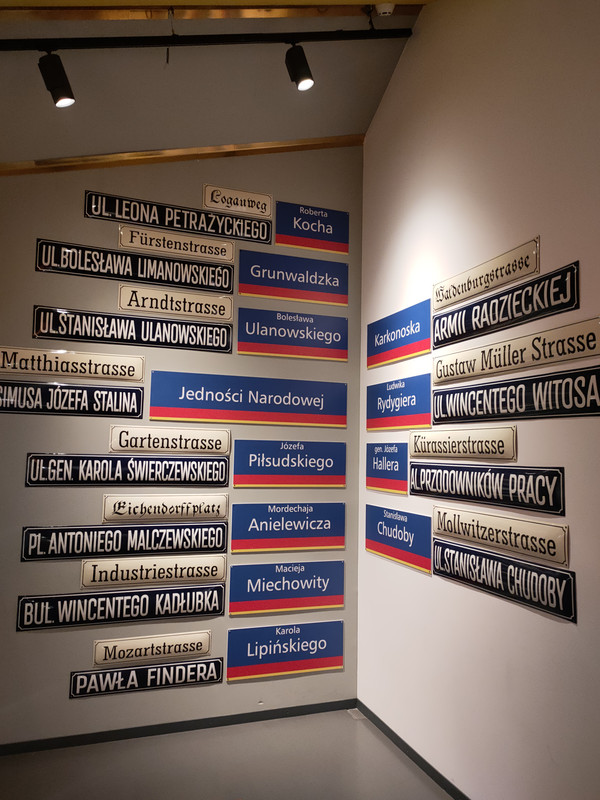 Loganweg
UL. LEONA PETRAŻYCKIEGO
Roberta
Kocha
Fürstenstrasse
UL. BOLESŁAWA LIMANOWSKIEGO
Grunwaldzka
Arndtstrasse
UL. STANISŁAWA ULANOWSKIEGO
Bolesława
Ulanowskiego
Matthiasstrasse
SIMUSA JÓZEFA STALINA
Jedności Narodowej
Gartenstrasse
UL. GEN. KAROLA ŚWIERCZEWSKIEGO
Józefa
Piłsudskiego
Eichendorffplatz
PL. ANTONIEGO MALCZEWSKIEGO
Mordechaja
Anielewicza
Industriestrasse
BUL. WINCENTEGO KADŁUBKA
Macieja
Miechowity
Mozartstrasse
PAWŁA FINDERA
Karola
Lipińskiego
Waldenburgstrasse
ARMII RADZIECKIEJ
Karkonoska
Gustaw Müller Strasse
UL. WINCENTEGO WITOSA
Ludwika
Rydygiera
Kürassierstrasse
AL. PRZODOWNIKÓW PRACY
gen. Józefa
Hallera
Mollwitzerstrasse
UL. STANISŁAWA CHUDOBY
Stanisława
Chudoby